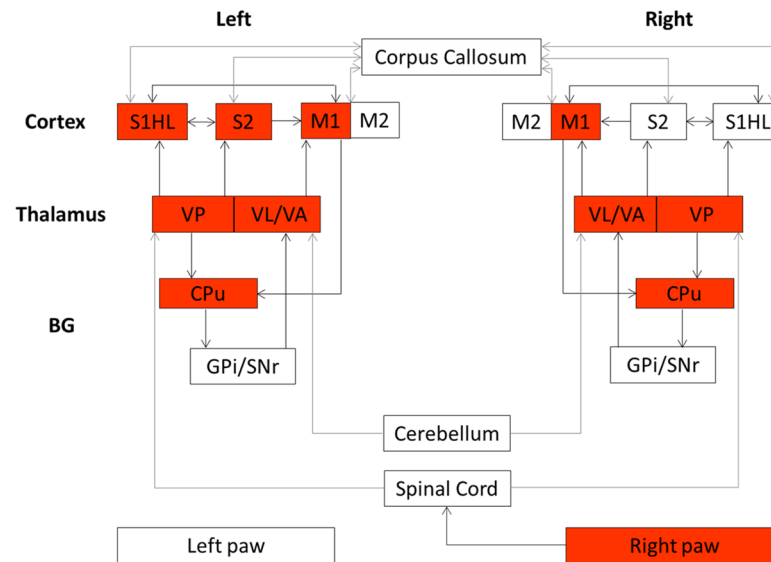 Left
Right
Corpus Callosum
Cortex
S1HL
S2
M1
M2
M2
M1
S2
S1HL
Thalamus
VP
VL/VA
VL/VA
VP
CPu
CPu
BG
GPi/SNr
GPi/SNr
Cerebellum
Spinal Cord
Left paw
Right paw